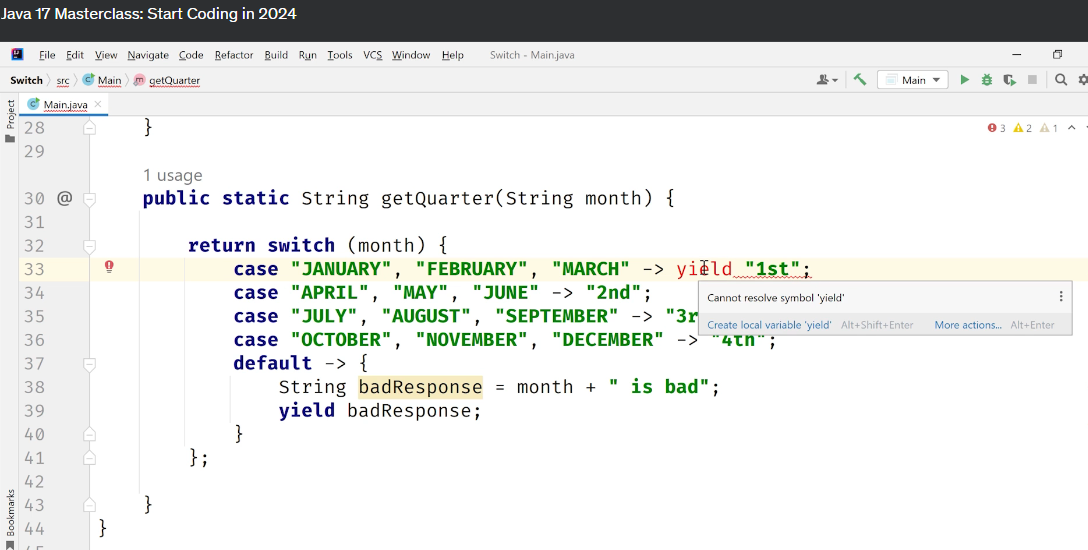 Java 17 Masterclass: Start Coding in 2024
File Edit View Navigate Code Refactor Build Run Tools VCS Window Help Switch - Main.java
Switch src Main getQuarter Main
Project Main.java
28 }
3 2 1
29
1 usage
30 @ public static String getQuarter(String month) {
31
32 return switch (month) {
33 case "JANUARY", "FEBRUARY", "MARCH" -> yield "1st";
34 case "APRIL", "MAY", "JUNE" -> "2nd";
Cannot resolve symbol 'yield'
35 case "JULY", "AUGUST", "SEPTEMBER" -> "3r
Create local variable 'yield' Alt+Shift+Enter More actions... Alt+Enter
36 case "OCTOBER", "NOVEMBER", "DECEMBER" -> "4th";
37 default -> {
38 String badResponse = month + " is bad";
39 yield badResponse;
40 }
41 };
42
43 }
44 }
Bookmarks